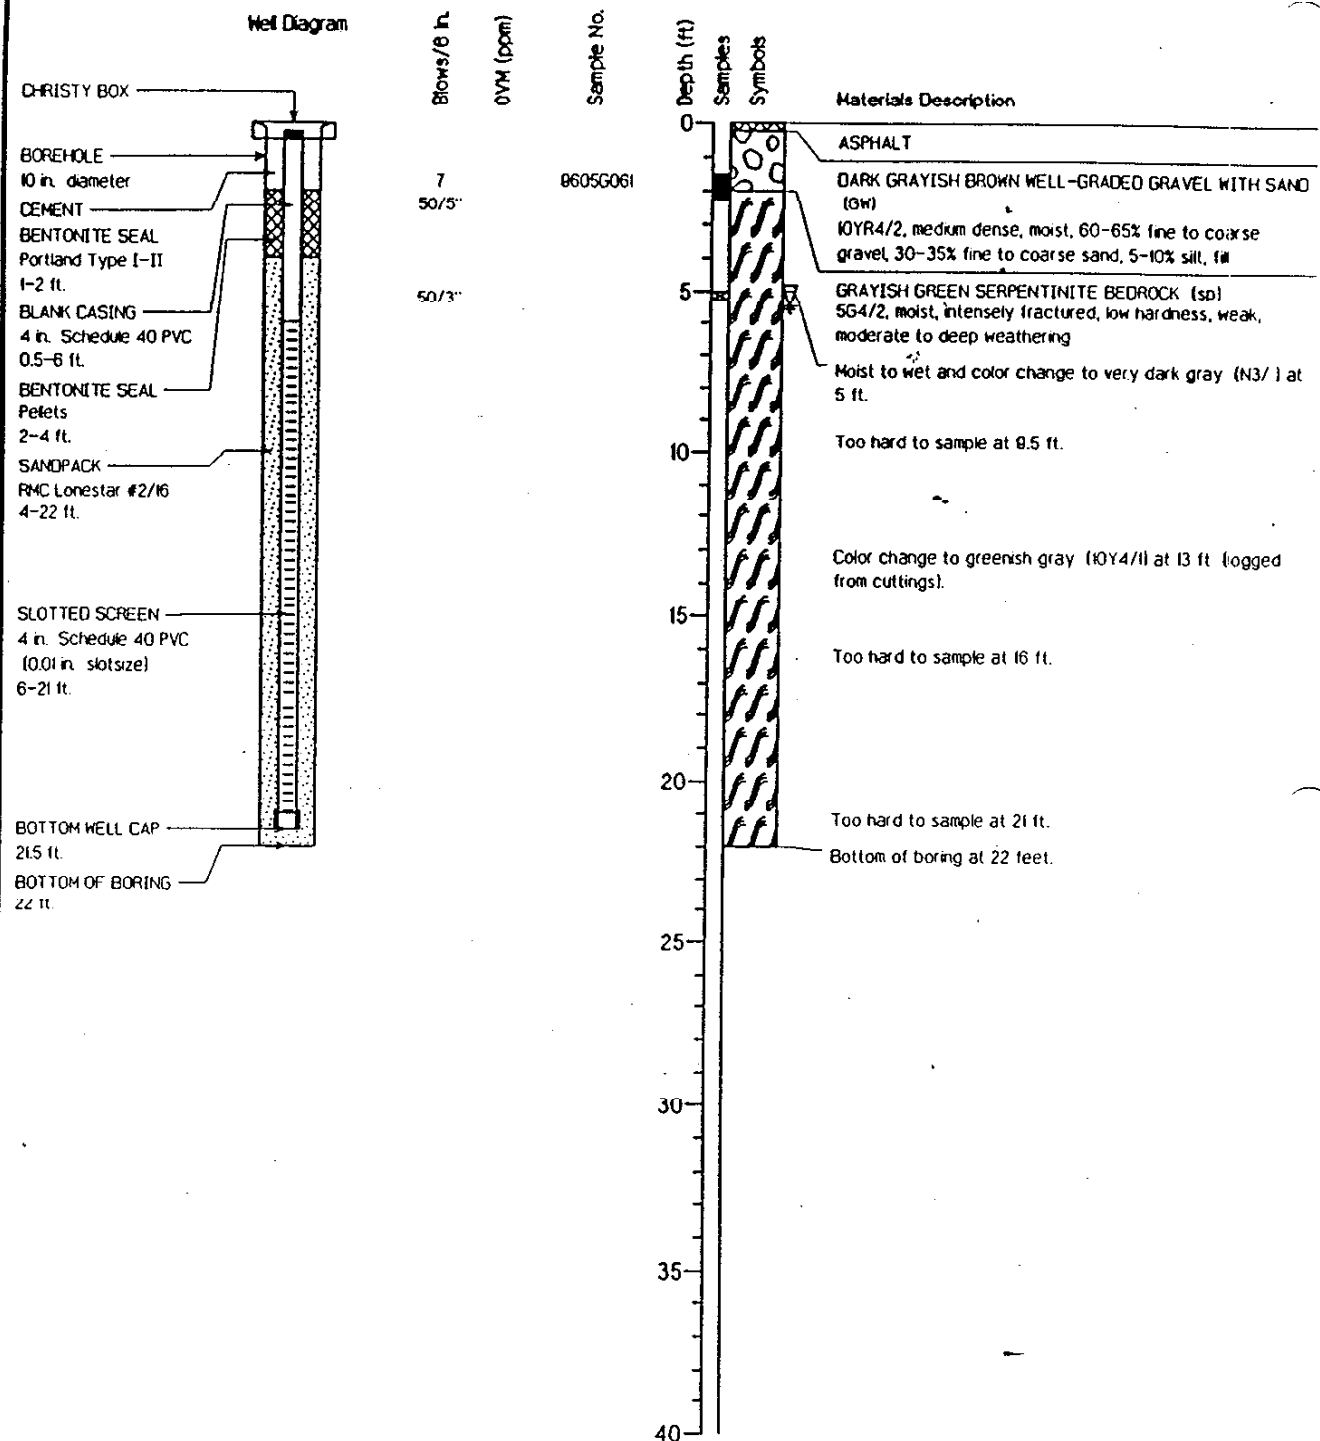 Well Diagram
Blows/6 in.
OVM (ppm)
Sample No.
Depth (ft)
Samples
Symbols
Materials Description
CHRISTY BOX
BOREHOLE
10 in. diameter
CEMENT
BENTONITE SEAL
Portland Type I-II
1-2 ft.
BLANK CASING
4 in. Schedule 40 PVC
0.5-6 ft.
BENTONITE SEAL
Pellets
2-4 ft.
SANDPACK
RMC Lonestar #2/16
4-22 ft.
SLOTTED SCREEN
4 in. Schedule 40 PVC
(0.01 in. slotsize)
6-21 ft.
BOTTOM WELL CAP
21.5 ft.
BOTTOM OF BORING
22 ft.
7
50/5"
50/3"
9605G061
0
5
10
15
20
25
30
35
40
ASPHALT
DARK GRAYISH BROWN WELL-GRADED GRAVEL WITH SAND
(GW)
10YR4/2, medium dense, moist, 60-65% fine to coarse
gravel, 30-35% fine to coarse sand, 5-10% silt, fill
GRAYISH GREEN SERPENTINITE BEDROCK (sp)
5G4/2, moist, intensely fractured, low hardness, weak,
moderate to deep weathering
Moist to wet and color change to very dark gray (N3/ ) at
5 ft.
Too hard to sample at 9.5 ft.
Color change to greenish gray (10Y4/1) at 13 ft (logged
from cuttings).
Too hard to sample at 16 ft.
Too hard to sample at 21 ft.
Bottom of boring at 22 feet.